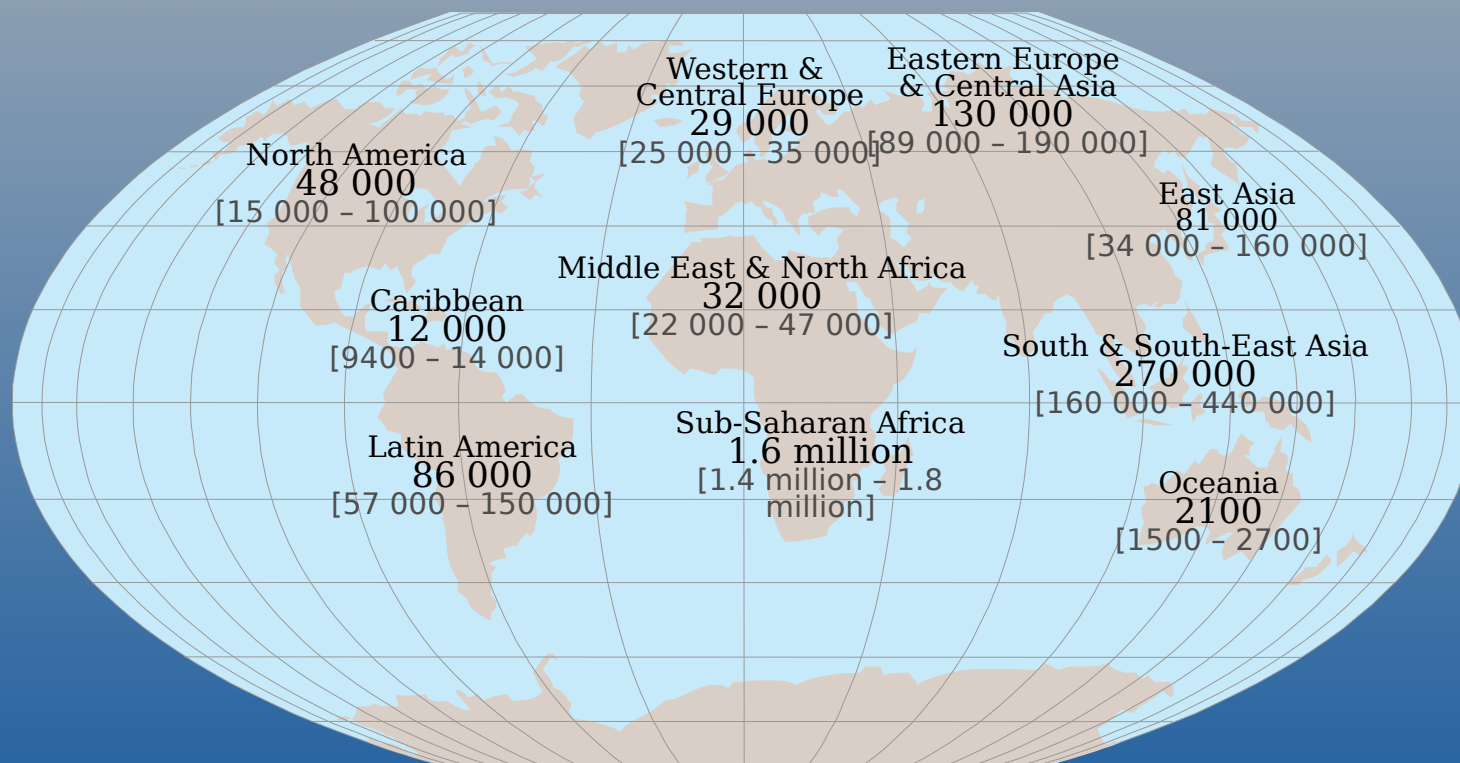 Western &
Central Europe
29 000
[25 000 – 35 000]
Eastern Europe
& Central Asia
130 000
[89 000 – 190 000]
North America
48 000
[15 000 – 100 000]
East Asia
81 000
[34 000 – 160 000]
Middle East & North Africa
32 000
[22 000 – 47 000]
Caribbean
12 000
[9400 – 14 000]
South & South-East Asia
270 000
[160 000 – 440 000]
Sub-Saharan Africa
1.6 million
[1.4 million – 1.8
million]
Latin America
86 000
[57 000 – 150 000]
Oceania
2100
[1500 – 2700]